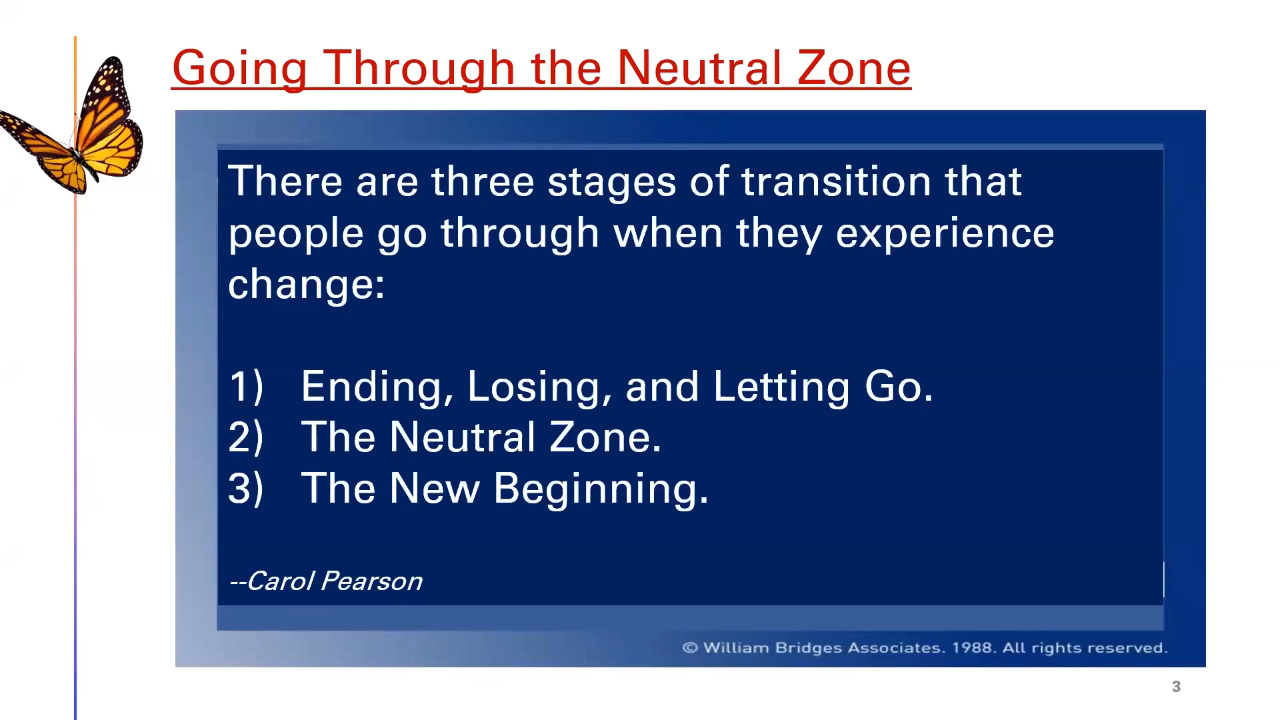 Going Through the Neutral Zone
There are three stages of transition that
people go through when they experience
change:
1) Ending, Losing, and Letting Go.
2) The Neutral Zone.
3) The New Beginning.
--Carol Pearson
© William Bridges Associates. 1988. All rights reserved.
3